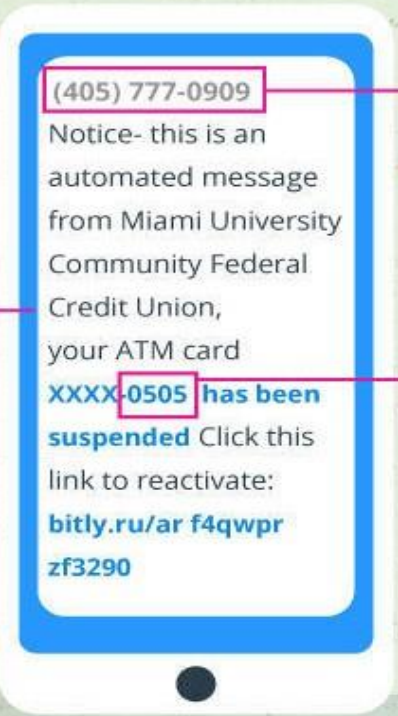 (405) 777-0909
Notice- this is an
automated message
from Miami University
Community Federal
Credit Union,
your ATM card
XXXX-0505 has been
suspended Click this
link to reactivate:
bitly.ru/ar f4qwpr
zf3290